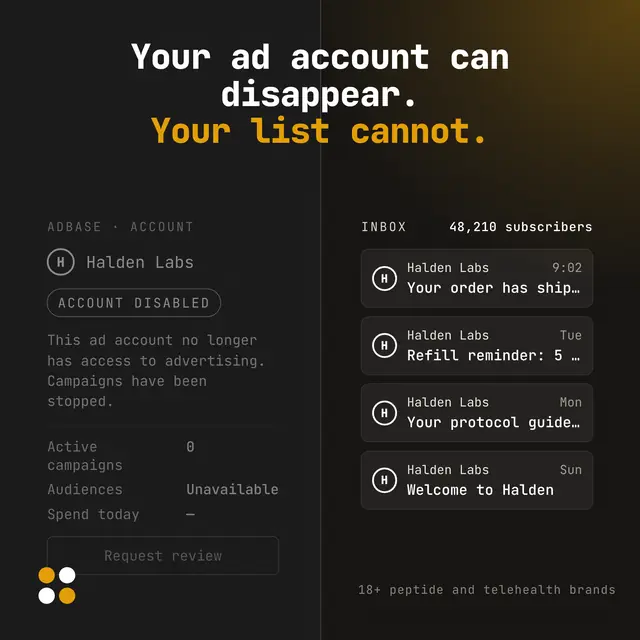 Your ad account can
disappear.
Your list cannot.
ADBASE · ACCOUNT
H Halden Labs
ACCOUNT DISABLED
This ad account no longer
has access to advertising.
Campaigns have been
stopped.
Active campaigns 0
Audiences Unavailable
Spend today —
Request review
INBOX 48,210 subscribers
H Halden Labs 9:02
Your order has ship…
H Halden Labs Tue
Refill reminder: 5 …
H Halden Labs Mon
Your protocol guide…
H Halden Labs Sun
Welcome to Halden
18+ peptide and telehealth brands